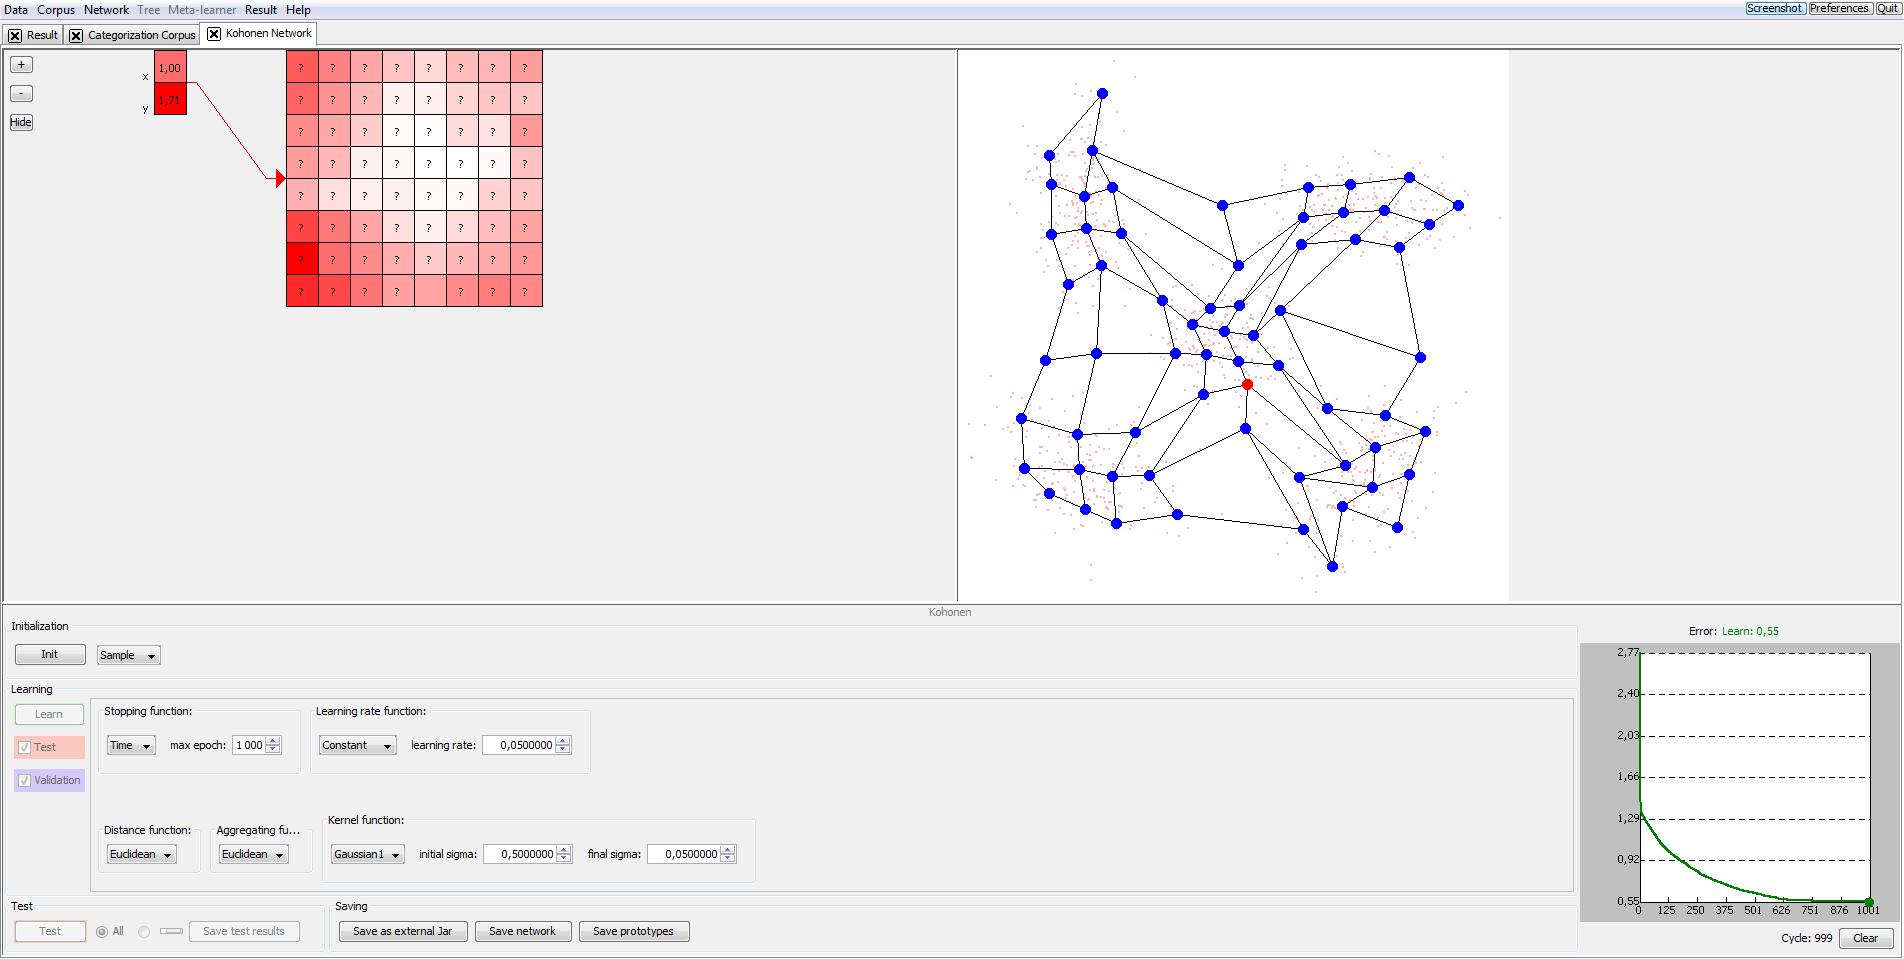 Data Corpus Network Tree Meta-learner Result Help Screenshot Preferences Quit
Result Categorization Corpus Kohonen Network
+
-
Hide
x 1,00
y 1,71
? ? ? ? ? ? ? ?
? ? ? ? ? ? ? ?
? ? ? ? ? ? ? ?
? ? ? ? ? ? ? ?
? ? ? ? ? ? ? ?
? ? ? ? ? ? ? ?
? ? ? ? ? ? ? ?
? ? ? ? ? ? ? ?
Kohonen
Initialization
Init Sample
Learning
Learn
Test
Validation
Stopping function:
Time max epoch: 1 000
Learning rate function:
Constant learning rate: 0,0500000
Distance function:
Euclidean
Aggregating fu...
Euclidean
Kernel function:
Gaussian1 initial sigma: 0,5000000 final sigma: 0,0500000
Test
Test All Save test results
Saving
Save as external Jar Save network Save prototypes
Error: Learn: 0,55
2,77
2,40
2,03
1,66
1,29
0,92
0,55
0 125 250 375 501 626 751 876 1001
Cycle: 999 Clear